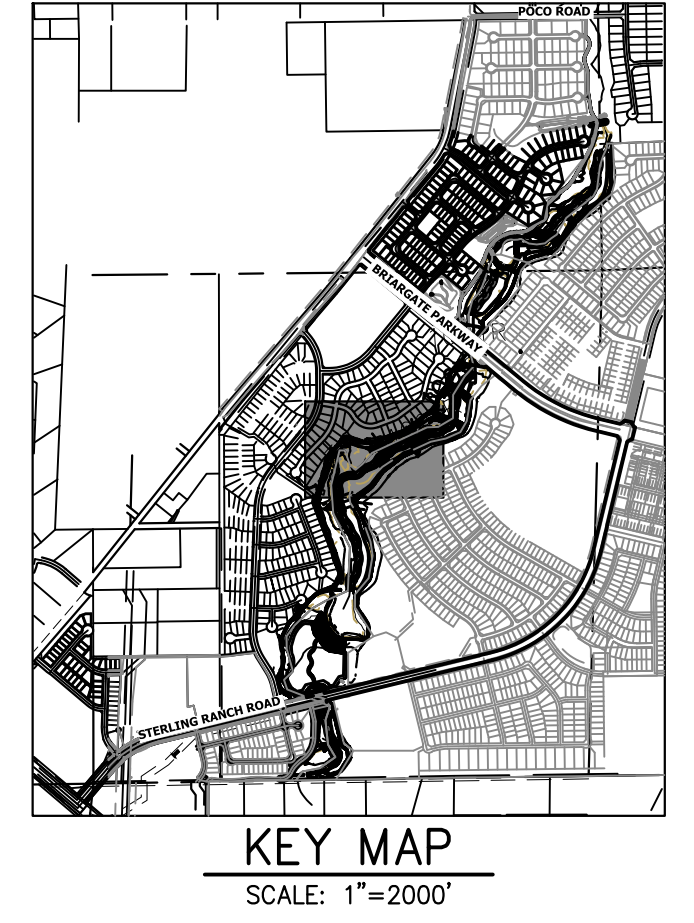 POCO ROAD
BRIARGATE PARKWAY
STERLING RANCH ROAD
KEY MAP
SCALE: 1"=2000'